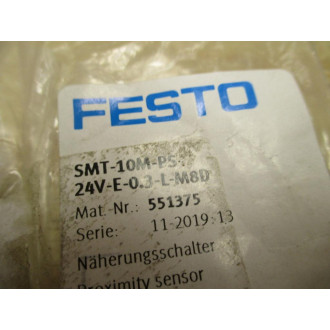 FESTO
SMT-10M-PS-
24V-E-0.3-L-M8D
Mat.-Nr.: 551375
Serie: 11-2019.13
Näherungsschalter
Proximity sensor